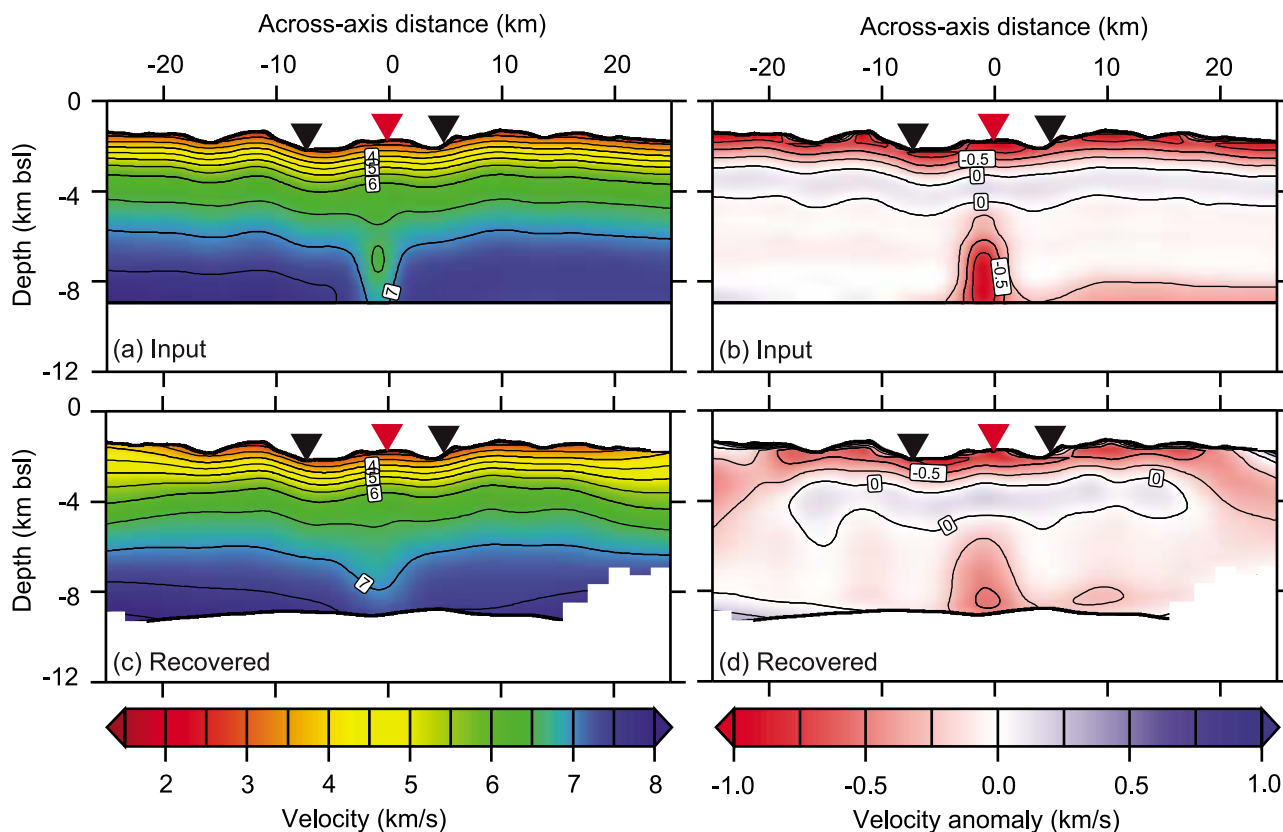 Across-axis distance (km)
Across-axis distance (km)
-20 -10 0 10 20
-20 -10 0 10 20
0
-4
-8
-12
Depth (km bsl)
4
5
6
7
(a) Input
-0.5
0
0
-0.5
(b) Input
0
-4
-8
-12
Depth (km bsl)
4
5
6
7
(c) Recovered
-0.5
0
0
0
(d) Recovered
2 3 4 5 6 7 8
Velocity (km/s)
-1.0 -0.5 0.0 0.5 1.0
Velocity anomaly (km/s)